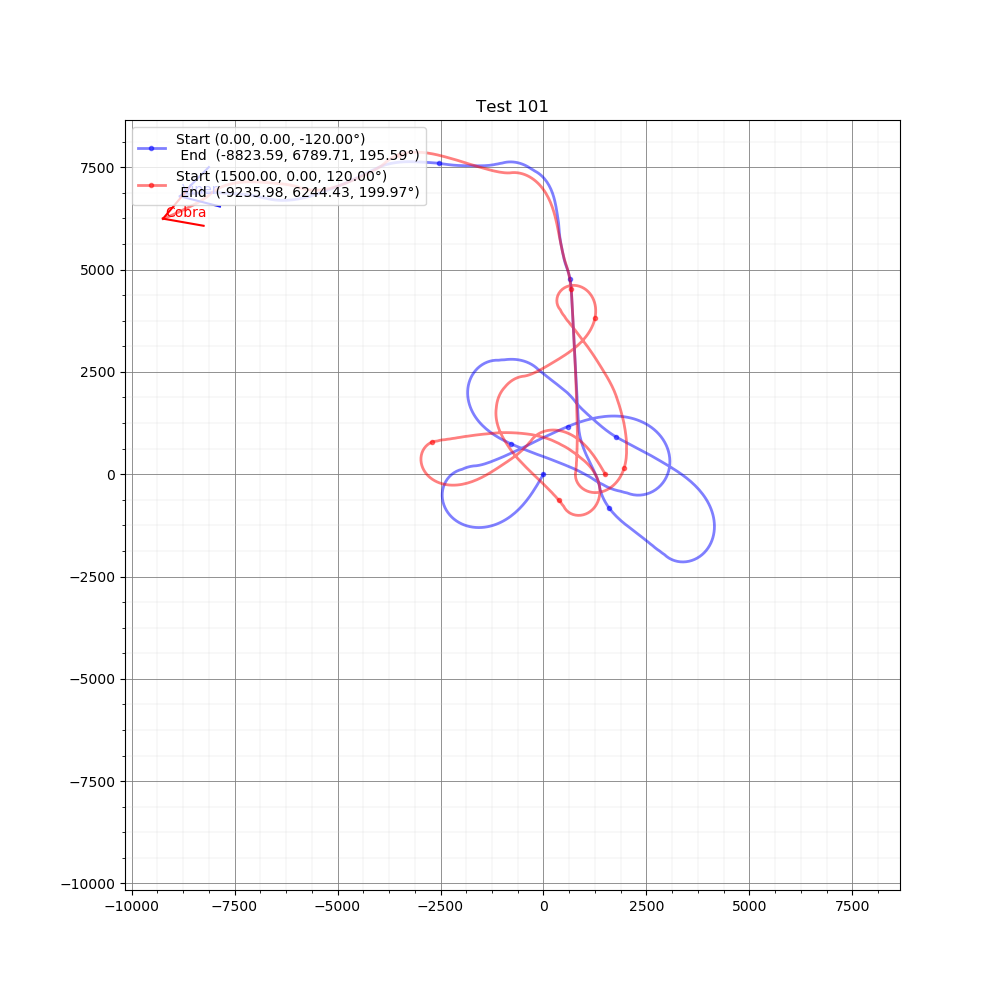 Test 101
Start (0.00, 0.00, -120.00°)
End (-8823.59, 6789.71, 195.59°)
Start (1500.00, 0.00, 120.00°)
End (-9235.98, 6244.43, 199.97°)
Cobra
7500
5000
2500
0
−2500
−5000
−7500
−10000
−10000 −7500 −5000 −2500 0 2500 5000 7500